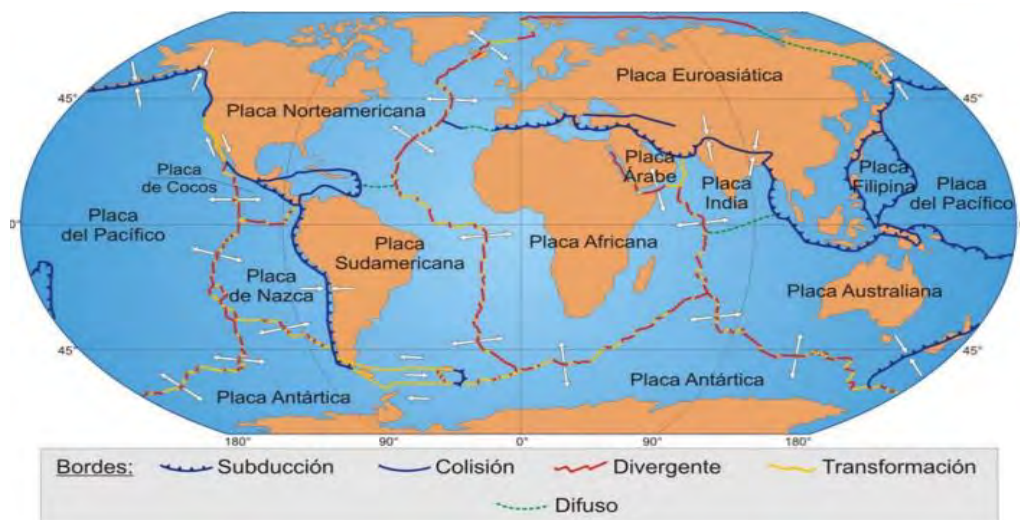 Placa Euroasiática
45°
Placa Norteamericana
45°
Placa
de Cocos
Placa
Árabe
Placa
India
Placa
Filipina
Placa
del Pacífico
0°
Placa
del Pacífico
Placa
Sudamericana
Placa Africana
Placa
de Nazca
Placa Australiana
45°
45°
Placa Antártica
Placa Antártica
180°
90°
0°
90°
180°
Bordes:
Subducción
Colisión
Divergente
Transformación
Difuso